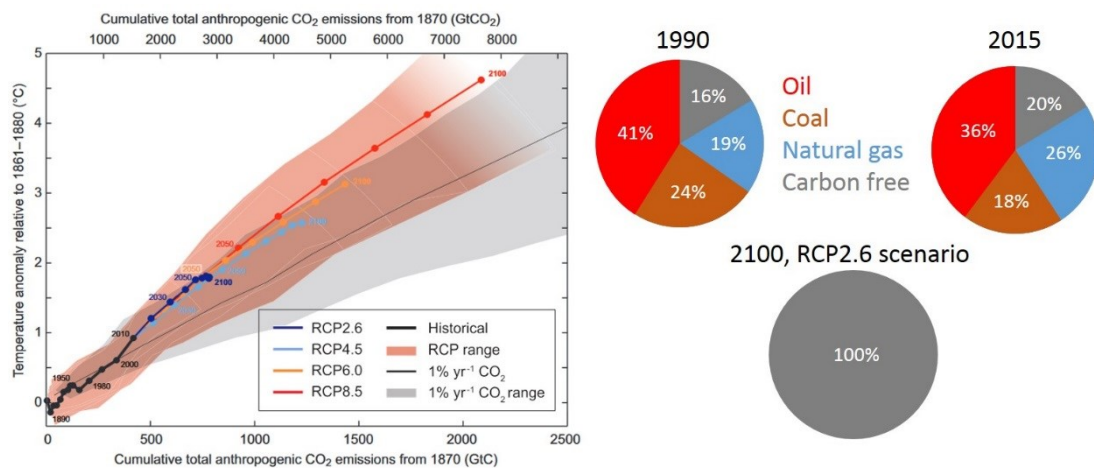 Cumulative total anthropogenic CO₂ emissions from 1870 (GtCO₂)
1000 2000 3000 4000 5000 6000 7000 8000
Temperature anomaly relative to 1861–1880 (°C)
5
4
3
2
1
0
2100
2100
2050
2050
2050
2100
2030
2010
2000
1950
1980
1890
RCP2.6
RCP4.5
RCP6.0
RCP8.5
Historical
RCP range
1% yr⁻¹ CO₂
1% yr⁻¹ CO₂ range
0 500 1000 1500 2000 2500
Cumulative total anthropogenic CO₂ emissions from 1870 (GtC)
1990
16%
41%
19%
24%
Oil
Coal
Natural gas
Carbon free
2015
20%
36%
26%
18%
2100, RCP2.6 scenario
100%